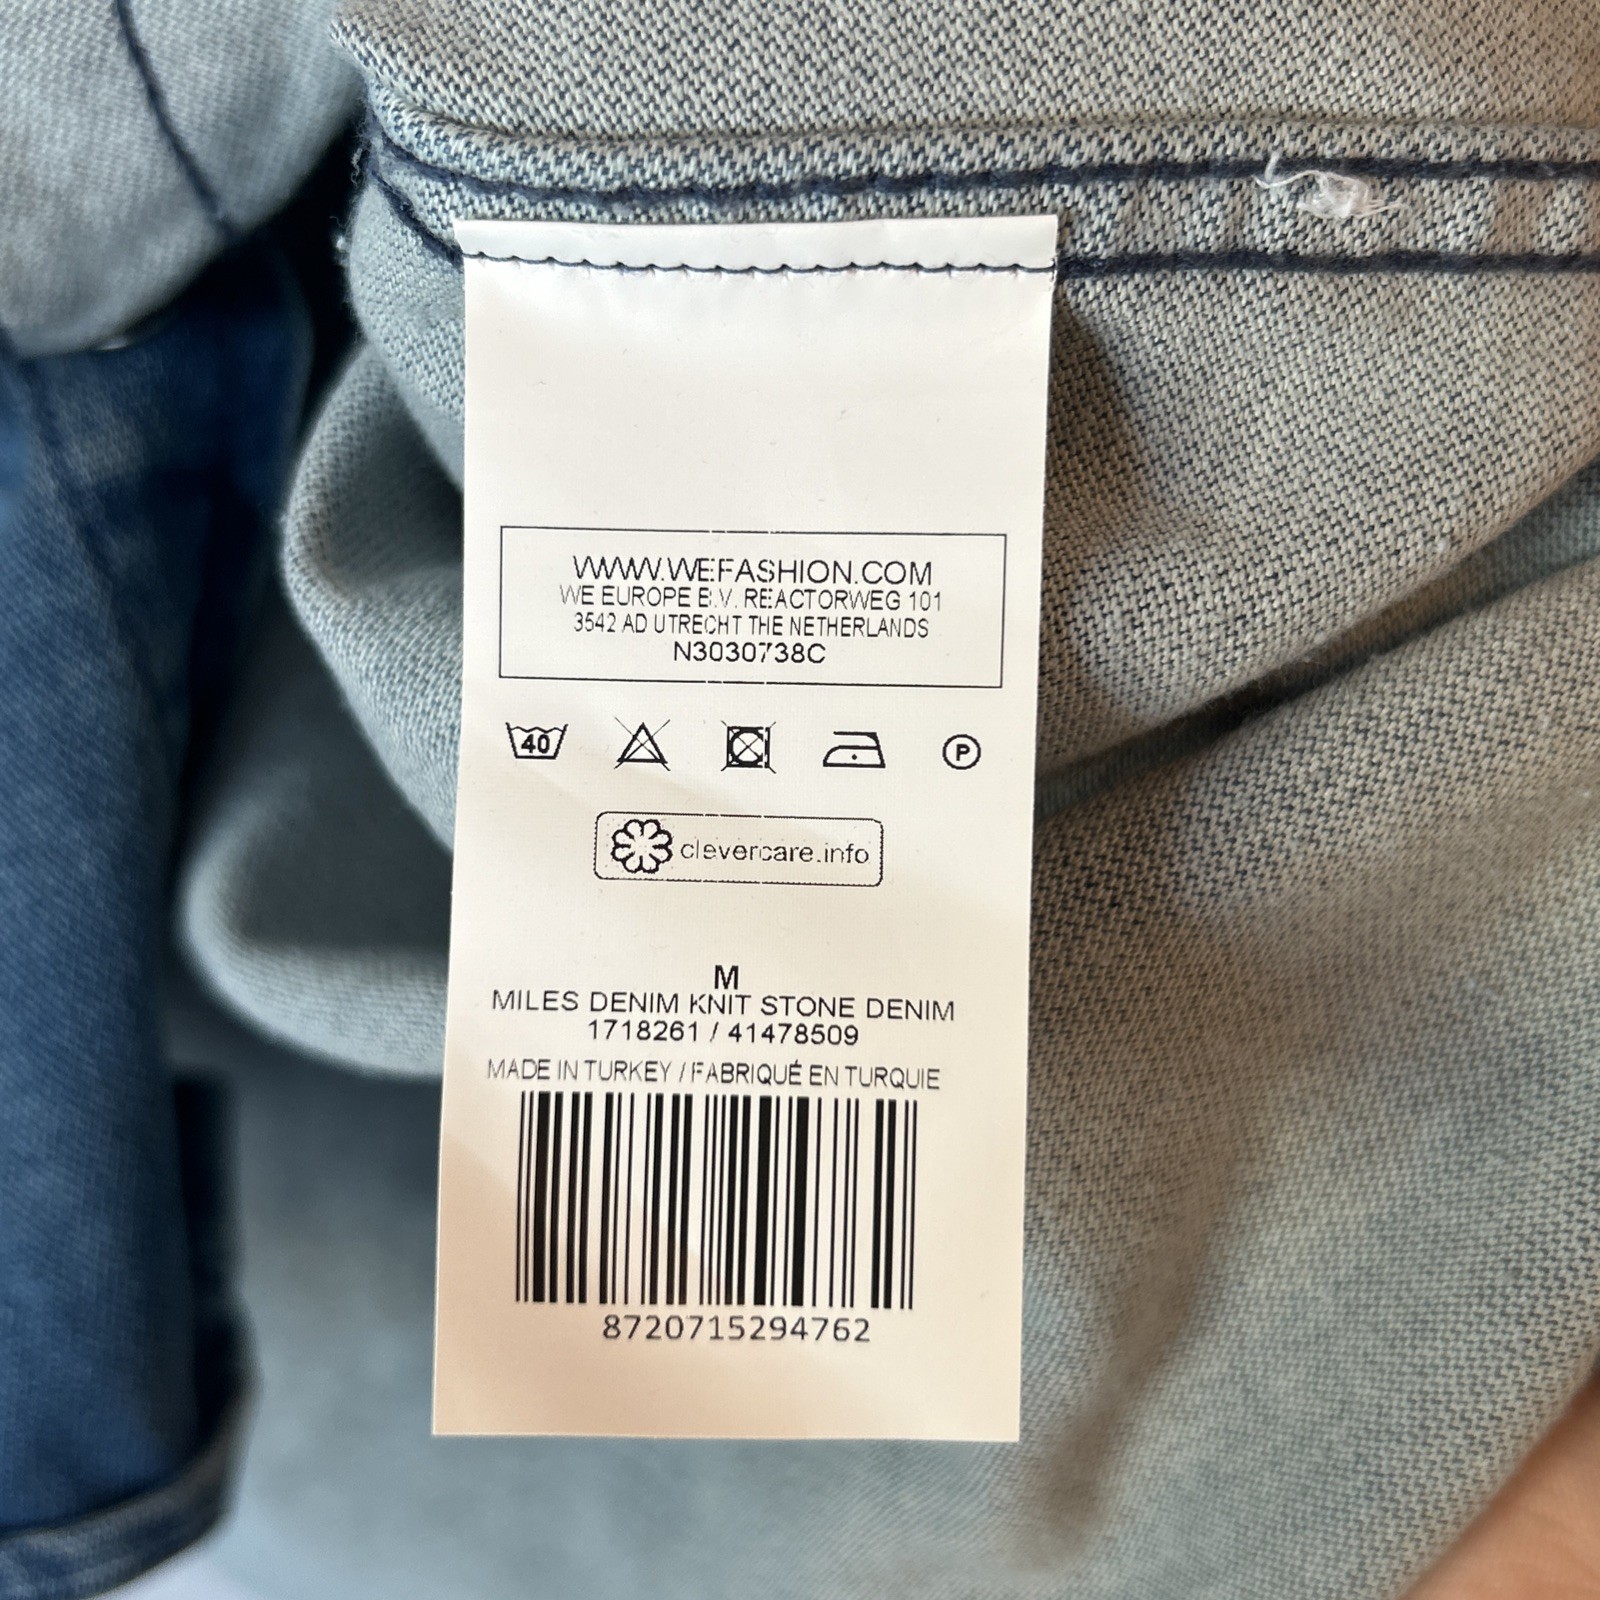 WWW.WEFASHION.COM
WE EUROPE B.V. REACTORWEG 101
3542 AD UTRECHT THE NETHERLANDS
N3030738C
40
P
clevercare.info
M
MILES DENIM KNIT STONE DENIM
1718261 / 41478509
MADE IN TURKEY / FABRIQUÉ EN TURQUIE
8720715294762